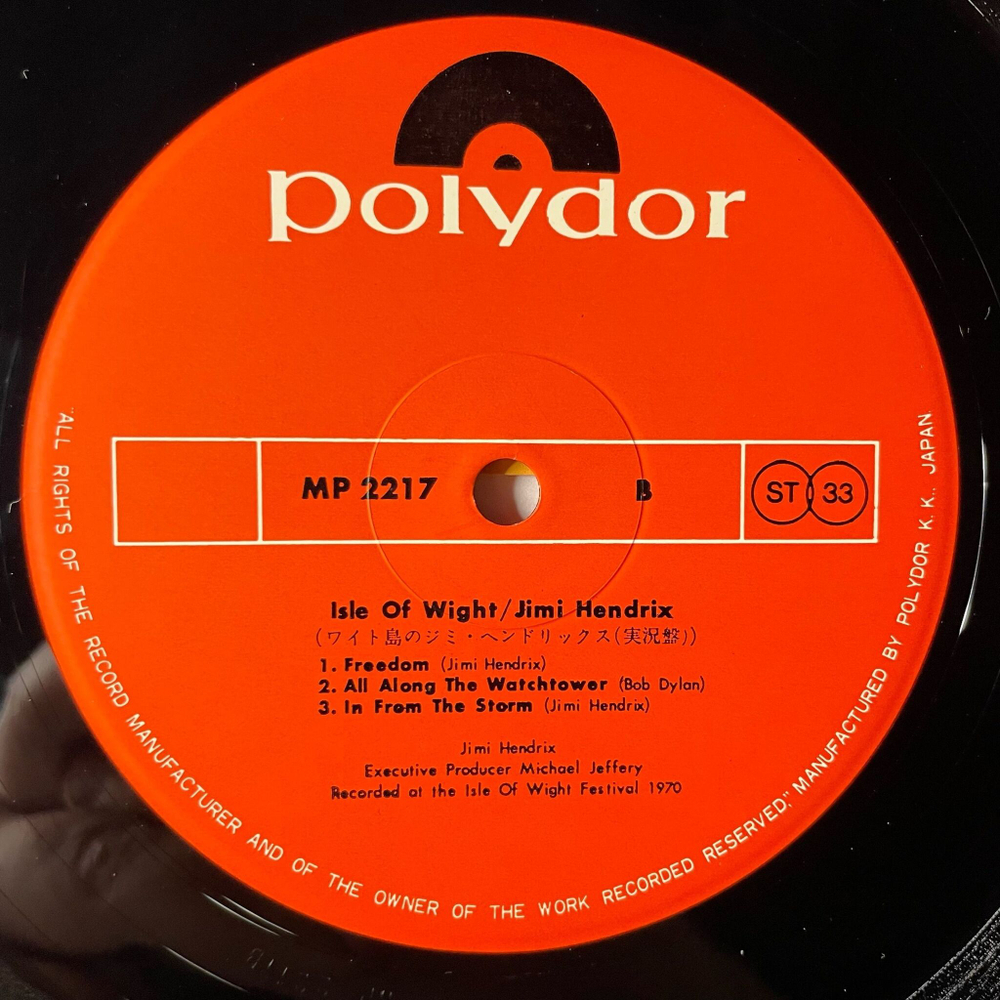 polydor
MP 2217
B
ST 33
Isle Of Wight/Jimi Hendrix
(ワイト島のジミ・ヘンドリックス(実況盤))
1. Freedom (Jimi Hendrix)
2. All Along The Watchtower (Bob Dylan)
3. In From The Storm (Jimi Hendrix)
Jimi Hendrix
Executive Producer Michael Jeffery
Recorded at the Isle Of Wight Festival 1970
"ALL RIGHTS OF THE RECORD MANUFACTURER AND OF THE OWNER OF THE WORK RECORDED RESERVED;" MANUFACTURED BY POLYDOR K.K., JAPAN